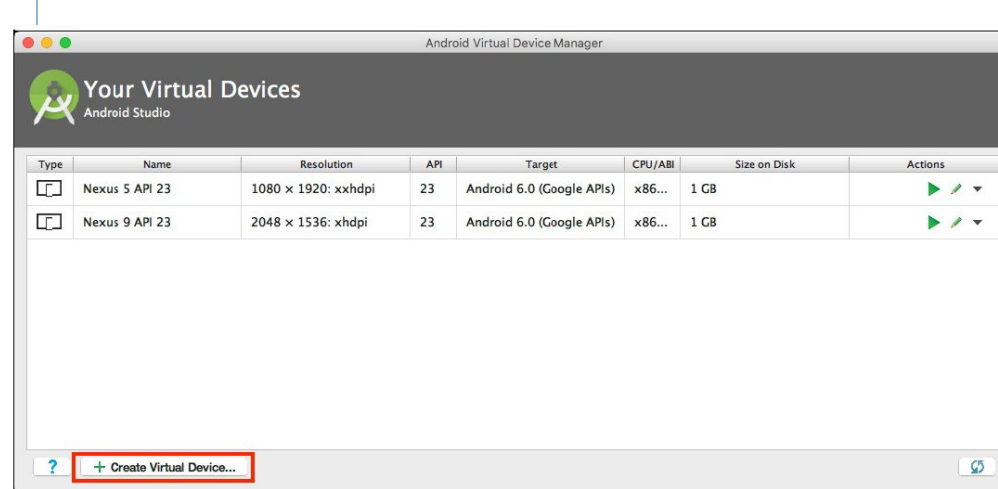 Android Virtual Device Manager
Your Virtual Devices
Android Studio
Type Name Resolution API Target CPU/ABI Size on Disk Actions
Nexus 5 API 23 1080 × 1920: xxhdpi 23 Android 6.0 (Google APIs) x86... 1 GB
Nexus 9 API 23 2048 × 1536: xhdpi 23 Android 6.0 (Google APIs) x86... 1 GB
? + Create Virtual Device...